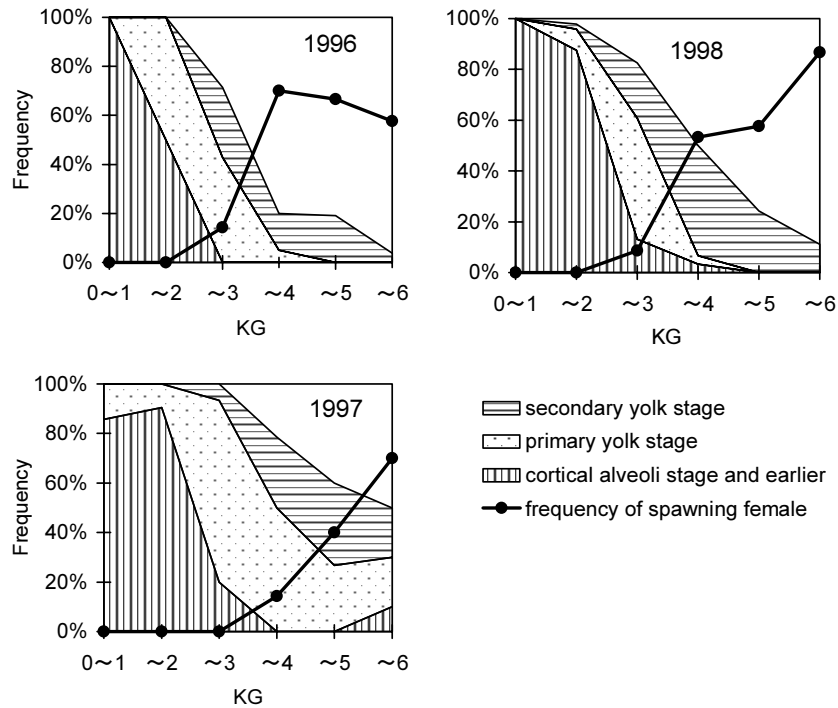 100%
80%
60%
40%
20%
0%
Frequency
1996
0～1 ～2 ～3 ～4 ～5 ～6
KG
100%
80%
60%
40%
20%
0%
Frequency
1998
0～1 ～2 ～3 ～4 ～5 ～6
KG
100%
80%
60%
40%
20%
0%
Frequency
1997
0～1 ～2 ～3 ～4 ～5 ～6
KG
secondary yolk stage
primary yolk stage
cortical alveoli stage and earlier
frequency of spawning female